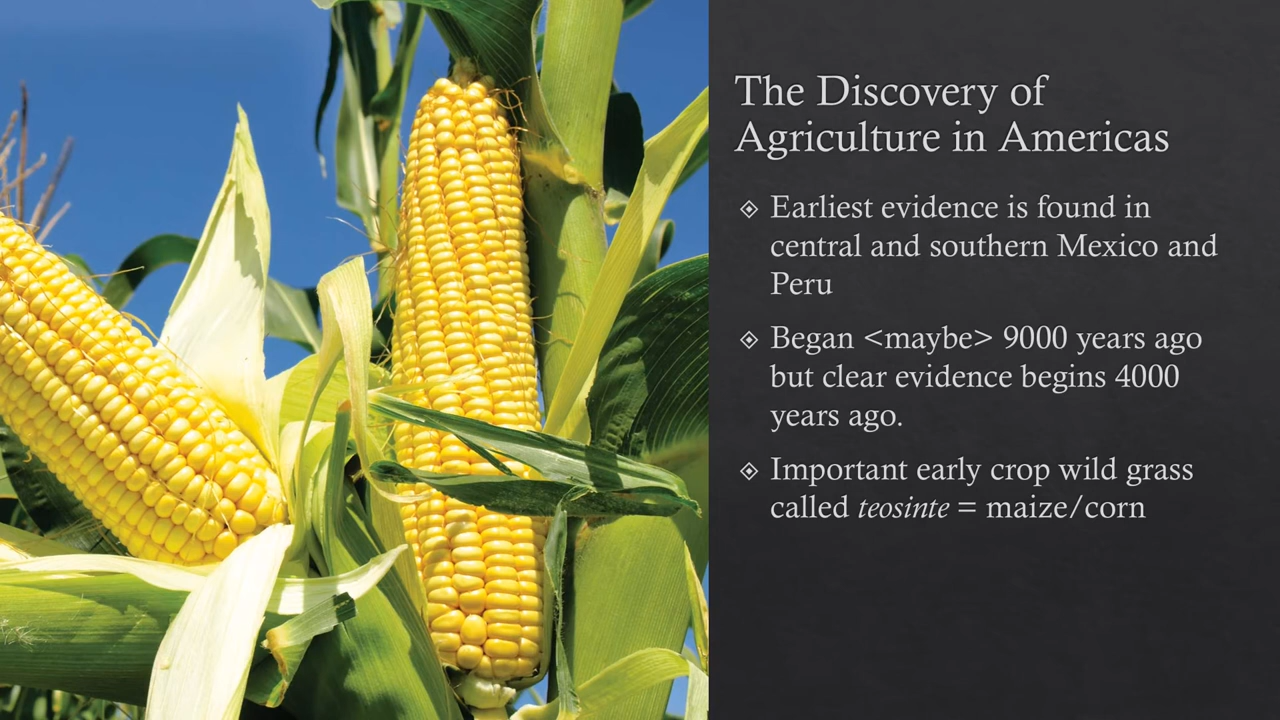 The Discovery of
Agriculture in Americas
Earliest evidence is found in
central and southern Mexico and
Peru
Began <maybe> 9000 years ago
but clear evidence begins 4000
years ago.
Important early crop wild grass
called teosinte = maize/corn